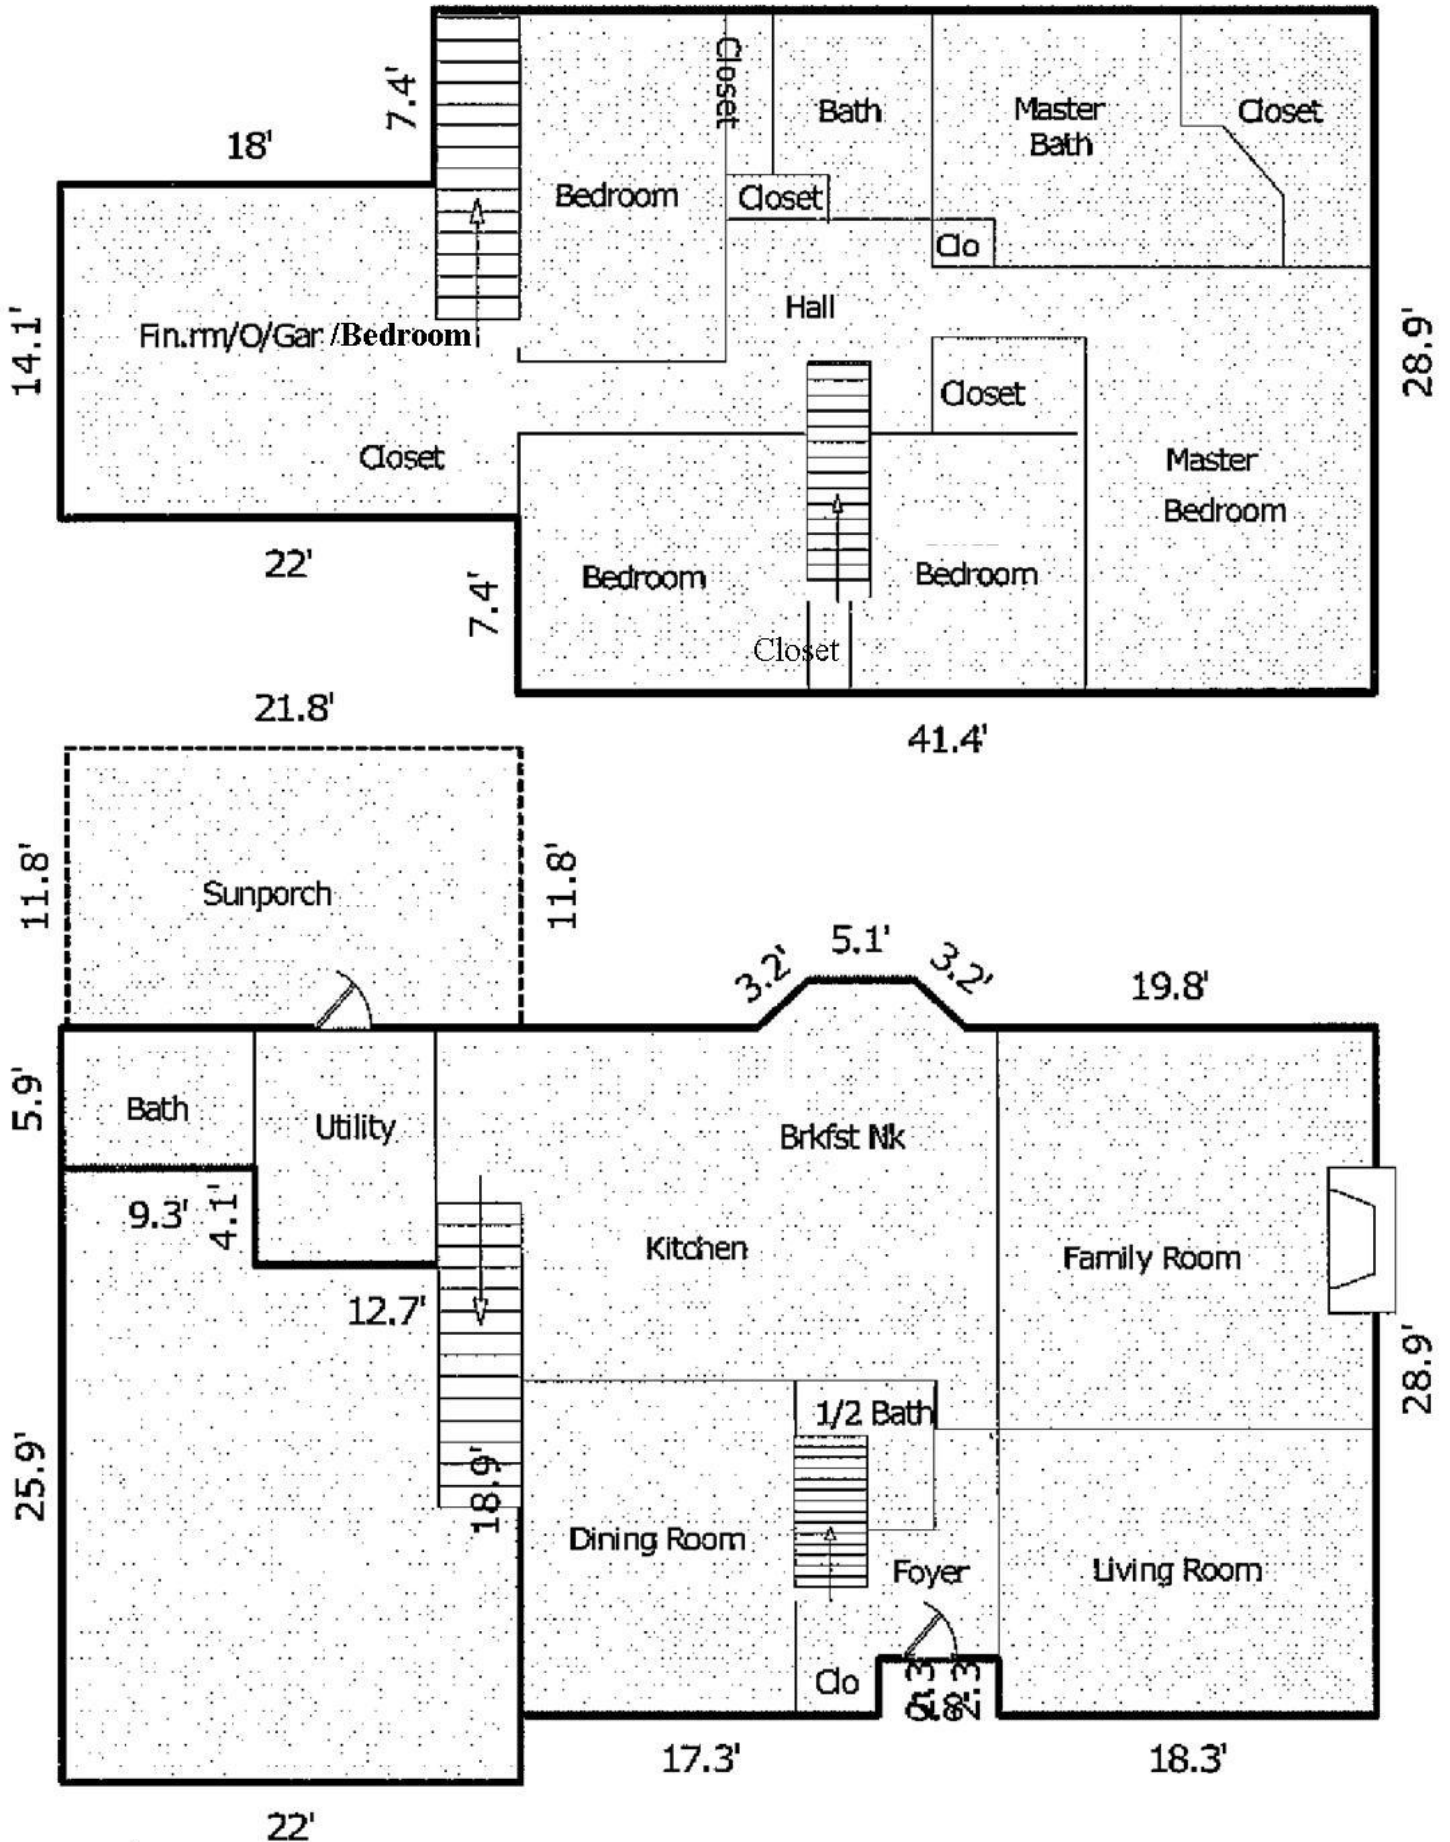 7.4'
18'
Closet
Bath
Master
Bath
Closet
Bedroom
Closet
Clo
Hall
Fin.rm/O/Gar /Bedroom
14.1'
28.9'
Closet
Closet
Master
Bedroom
22'
7.4'
Bedroom
Bedroom
Closet
21.8'
41.4'
11.8'
Sunporch
11.8'
3.2'
5.1'
3.2'
19.8'
5.9'
Bath
Utility
Brkfst Nk
9.3'
4.1'
Kitchen
Family Room
12.7'
28.9'
1/2 Bath
25.9'
18.9'
Dining Room
Foyer
Living Room
Clo
2.3
17.3'
18.3'
22'